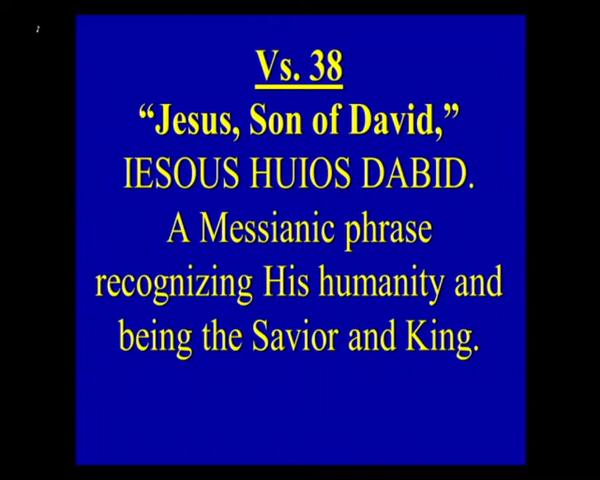 Vs. 38
“Jesus, Son of David,”
IESOUS HUIOS DABID.
A Messianic phrase
recognizing His humanity and
being the Savior and King.